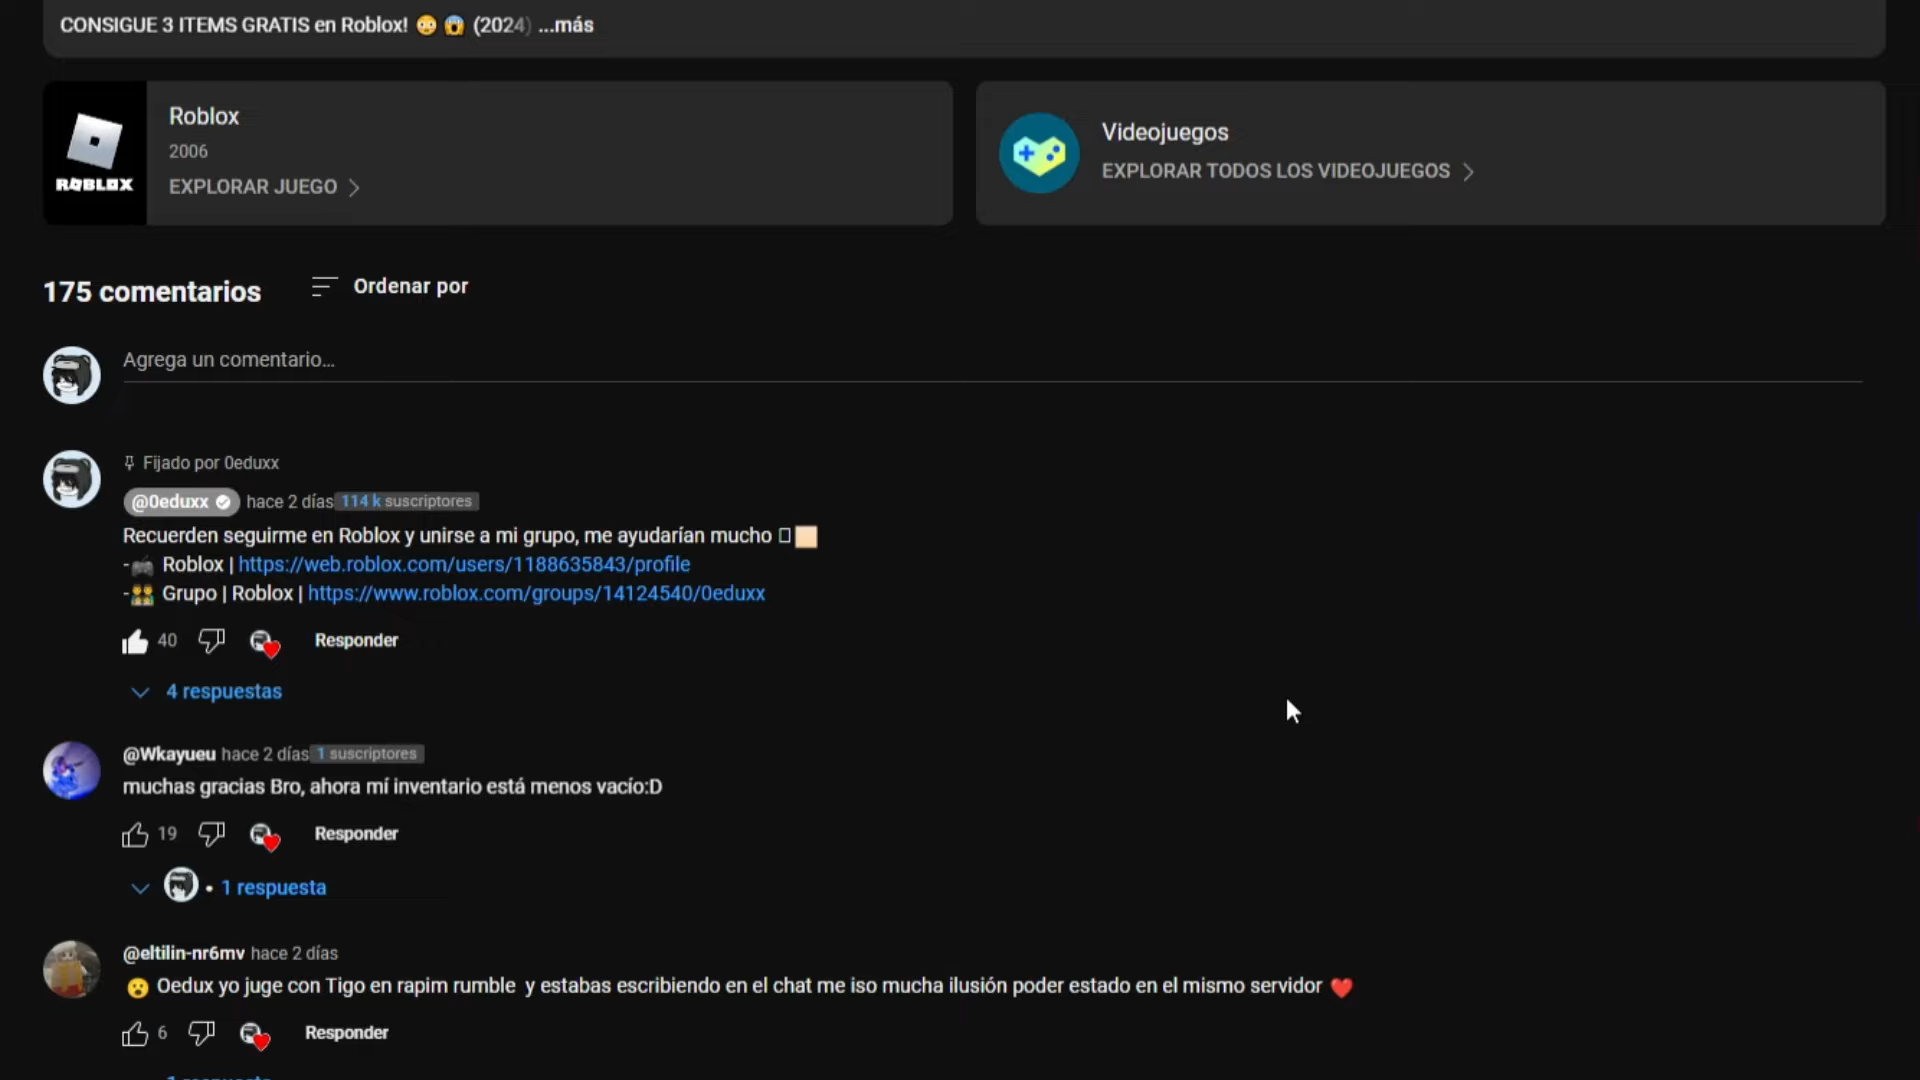 CONSIGUE 3 ITEMS GRATIS en Roblox! 😳 😱 (2024) ...más
Roblox
2006
EXPLORAR JUEGO
ROBLOX
Videojuegos
EXPLORAR TODOS LOS VIDEOJUEGOS
175 comentarios
Ordenar por
Agrega un comentario...
Fijado por 0eduxx
@0eduxx hace 2 días 114 k suscriptores
Recuerden seguirme en Roblox y unirse a mi grupo, me ayudarían mucho
-🎮 Roblox | https://web.roblox.com/users/1188635843/profile
-👬 Grupo | Roblox | https://www.roblox.com/groups/14124540/0eduxx
40 Responder
4 respuestas
@Wkayueu hace 2 días 1 suscriptores
muchas gracias Bro, ahora mí inventario está menos vacío:D
19 Responder
• 1 respuesta
@eltilin-nr6mv hace 2 días
😮 Oedux yo juge con Tigo en rapim rumble y estabas escribiendo en el chat me iso mucha ilusión poder estado en el mismo servidor ❤️
6 Responder
1 respuesta